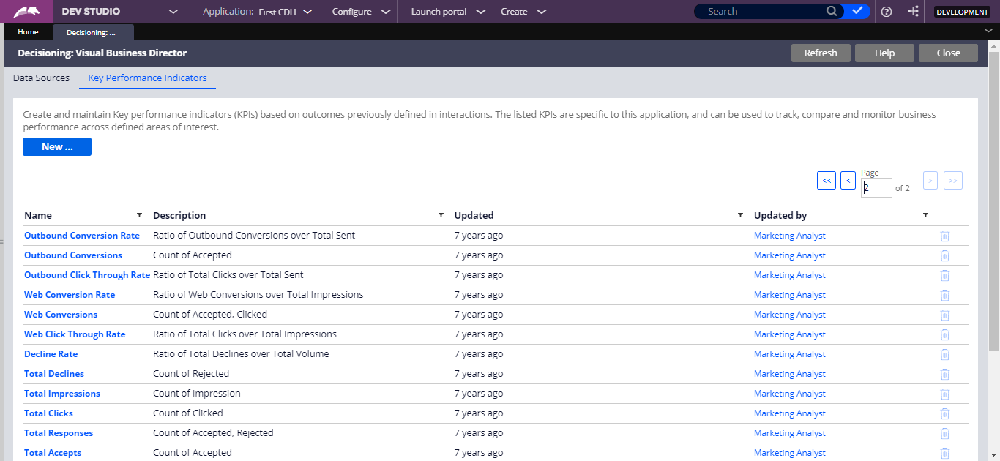 DEV STUDIO Application: First CDH Configure Launch portal Create Search DEVELOPMENT
Home Decisioning: ...
Decisioning: Visual Business Director Refresh Help Close
Data Sources Key Performance Indicators
Create and maintain Key performance indicators (KPIs) based on outcomes previously defined in interactions. The listed KPIs are specific to this application, and can be used to track, compare and monitor business
performance across defined areas of interest.
New ...
Page
<< < 2 of 2 > >>
Name Description Updated Updated by
Outbound Conversion Rate Ratio of Outbound Conversions over Total Sent 7 years ago Marketing Analyst
Outbound Conversions Count of Accepted 7 years ago Marketing Analyst
Outbound Click Through Rate Ratio of Total Clicks over Total Sent 7 years ago Marketing Analyst
Web Conversion Rate Ratio of Web Conversions over Total Impressions 7 years ago Marketing Analyst
Web Conversions Count of Accepted, Clicked 7 years ago Marketing Analyst
Web Click Through Rate Ratio of Total Clicks over Total Impressions 7 years ago Marketing Analyst
Decline Rate Ratio of Total Declines over Total Volume 7 years ago Marketing Analyst
Total Declines Count of Rejected 7 years ago Marketing Analyst
Total Impressions Count of Impression 7 years ago Marketing Analyst
Total Clicks Count of Clicked 7 years ago Marketing Analyst
Total Responses Count of Accepted, Rejected 7 years ago Marketing Analyst
Total Accepts Count of Accepted 7 years ago Marketing Analyst